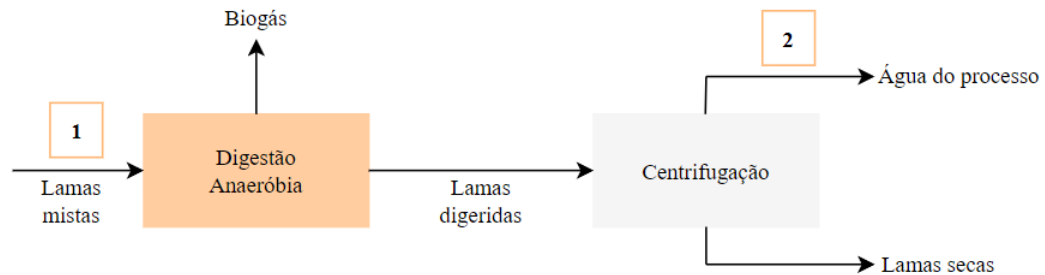 Biogás
2
Água do processo
1
Digestão
Anaeróbia
Centrifugação
Lamas
mistas
Lamas
digeridas
Lamas secas